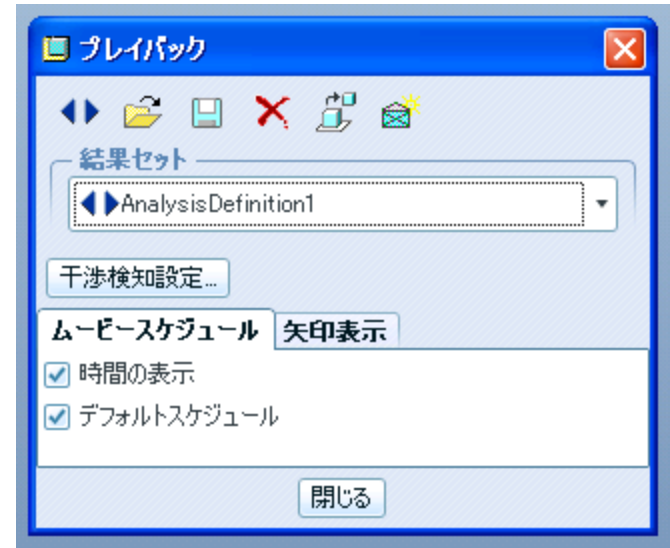 プレイバック
結果セット
AnalysisDefinition1
干渉検知設定...
ムービースケジュール 矢印表示
時間の表示
デフォルトスケジュール
閉じる